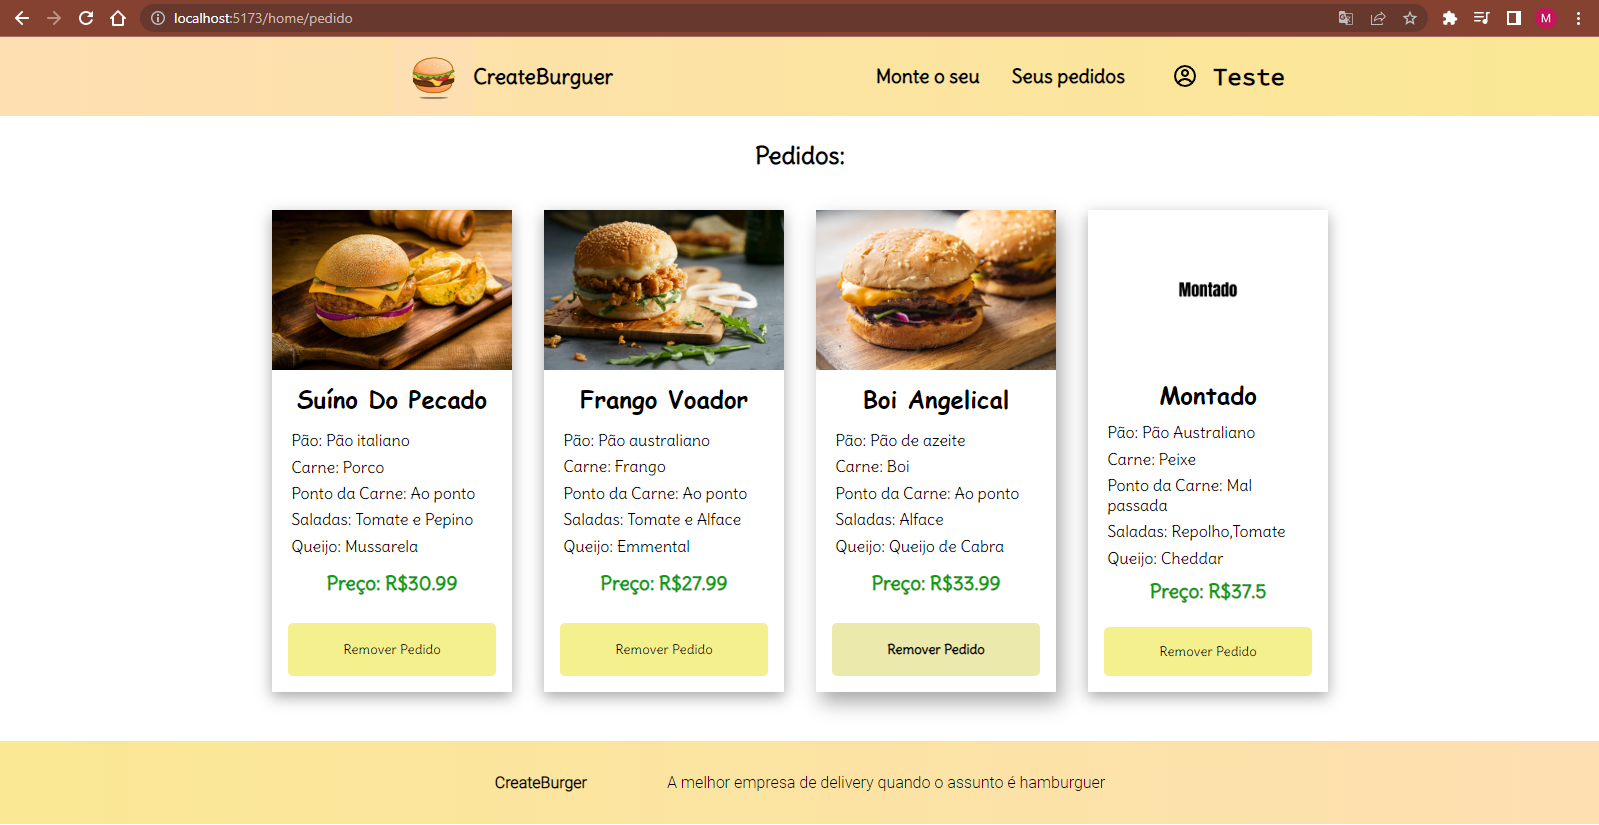 localhost:5173/home/pedido
M
CreateBurguer
Monte o seu
Seus pedidos
Teste
Pedidos:
Suíno Do Pecado
Pão: Pão italiano
Carne: Porco
Ponto da Carne: Ao ponto
Saladas: Tomate e Pepino
Queijo: Mussarela
Preço: R$30.99
Remover Pedido
Frango Voador
Pão: Pão australiano
Carne: Frango
Ponto da Carne: Ao ponto
Saladas: Tomate e Alface
Queijo: Emmental
Preço: R$27.99
Remover Pedido
Boi Angelical
Pão: Pão de azeite
Carne: Boi
Ponto da Carne: Ao ponto
Saladas: Alface
Queijo: Queijo de Cabra
Preço: R$33.99
Remover Pedido
Montado
Montado
Pão: Pão Australiano
Carne: Peixe
Ponto da Carne: Mal
passada
Saladas: Repolho,Tomate
Queijo: Cheddar
Preço: R$37.5
Remover Pedido
CreateBurger
A melhor empresa de delivery quando o assunto é hamburguer